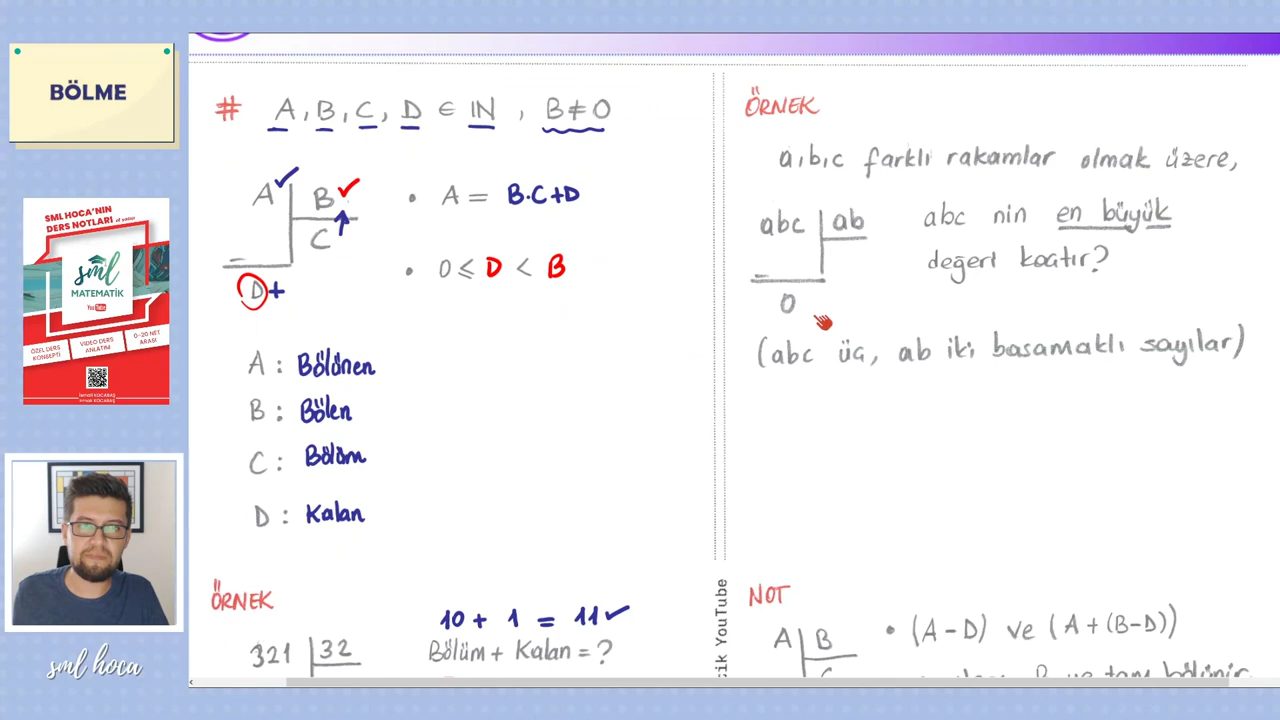 BÖLME
SML HOCA'NIN
DERS NOTLARI
sml
MATEMATİK
YouTube
ÖZEL DERS
KONSEPTİ
VIDEO DERS
ANLATIM
0-20 NET
ARASI
sml hoca
# A, B, C, D ∈ IN, B≠0
A B
C
D +
• A = B·C+D
• 0 ≤ D < B
A : Bölünen
B : Bölen
C : Bölüm
D : Kalan
ÖRNEK
321 32
10 + 1 = 11
Bölüm + Kalan = ?
ÖRNEK
a,b,c farklı rakamlar olmak üzere,
abc ab
0
abc nin en büyük
değeri kaçtır?
(abc üç, ab iki basamaklı sayılar)
sik YouTube
NOT
A B
• (A-D) ve (A+(B-D))